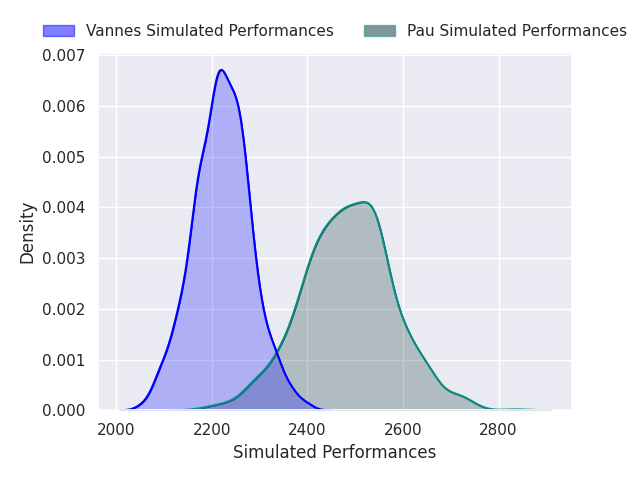 Vannes Simulated Performances Pau Simulated Performances
0.007
0.006
0.005
0.004
0.003
0.002
0.001
0.000
Density
2000 2200 2400 2600 2800
Simulated Performances